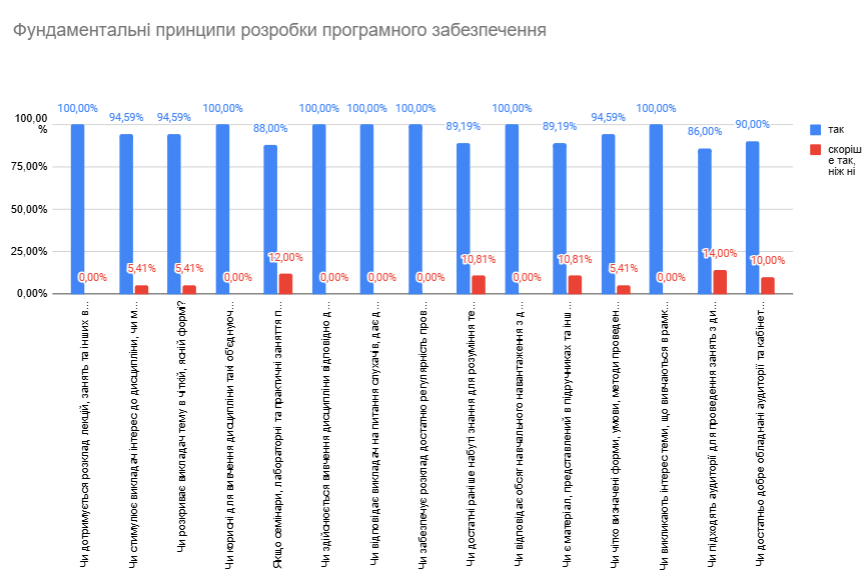 Фундаментальні принципи розробки програмного забезпечення
100,00%
94,59%
94,59%
100,00%
88,00%
100,00%
100,00%
100,00%
89,19%
100,00%
89,19%
94,59%
100,00%
86,00%
90,00%
0,00%
5,41%
5,41%
0,00%
12,00%
0,00%
0,00%
0,00%
10,81%
0,00%
10,81%
5,41%
0,00%
14,00%
10,00%
100,00
%
75,00%
50,00%
25,00%
0,00%
так
скоріш
е так,
ніж ні
Чи дотримується розклад лекцій, занять та інших в...
Чи стимулює викладач інтерес до дисципліни, чи м...
Чи розкриває викладач тему в чіткій, ясній формі?
Чи корисні для вивчення дисципліни такі об'єднуюч...
Якщо семінари, лабораторні та практичні заняття п...
Чи здійснюється вивчення дисципліни відповідно д...
Чи відповідає викладач на питання слухачів, дає д...
Чи забезпечує розклад достатню регулярність пров...
Чи достатні раніше набуті знання для розуміння те...
Чи відповідає обсяг навчального навантаження з д...
Чи є матеріал, представлений в підручниках та інш...
Чи чітко визначені форми, умови, методи проведен...
Чи викликають інтерес теми, що вивчаються в рамк...
Чи підходять аудиторії для проведення занять з ди...
Чи достатньо добре обладнані аудиторії та кабінет...